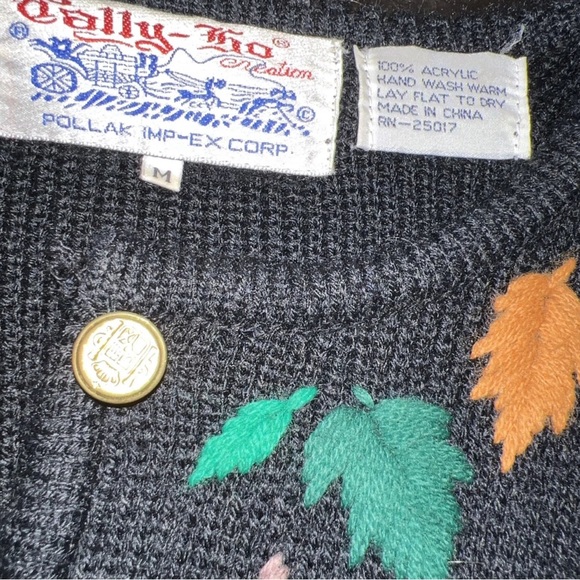 Tally-Ho ®
Creation
©
POLLAK IMP-EX CORP.
M
100% ACRYLIC
HAND WASH WARM
LAY FLAT TO DRY
MADE IN CHINA
RN-25017